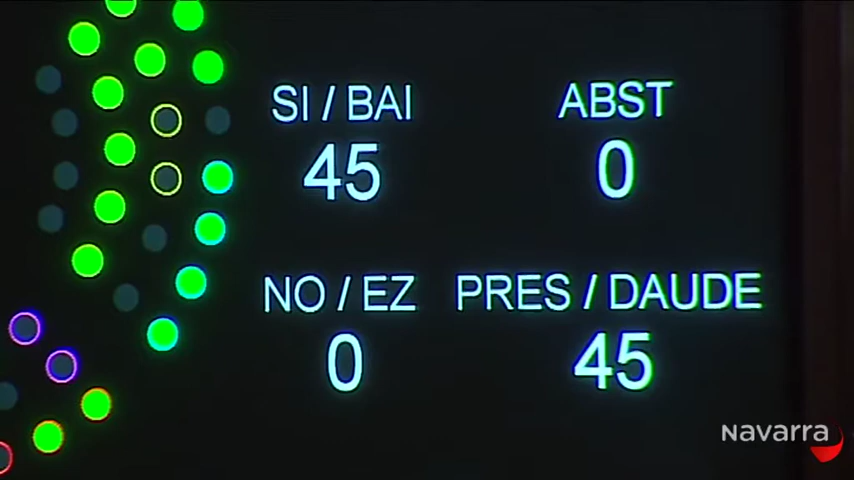 SI / BAI
45
ABST
0
NO / EZ
0
PRES / DAUDE
45
Navarra